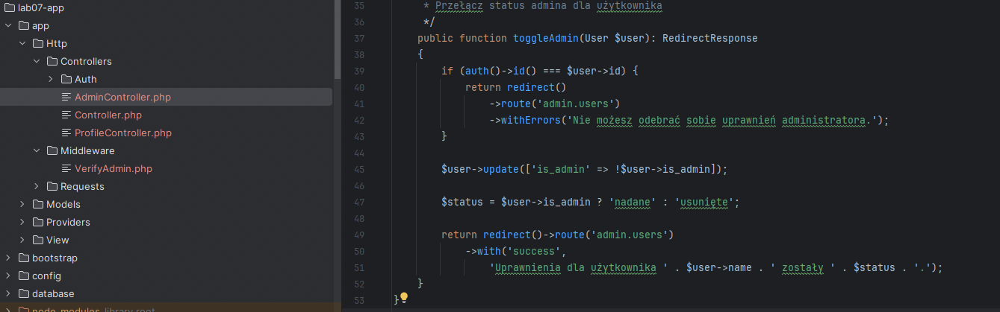 lab07-app
app
Http
Controllers
Auth
AdminController.php
Controller.php
ProfileController.php
Middleware
VerifyAdmin.php
Requests
Models
Providers
View
bootstrap
config
database
node_modules library root
35 * Przełącz status admina dla użytkownika
36 */
37 public function toggleAdmin(User $user): RedirectResponse
38 {
39 if (auth()->id() === $user->id) {
40 return redirect()
41 ->route('admin.users')
42 ->withErrors('Nie możesz odebrać sobie uprawnień administratora.');
43 }
44
45 $user->update(['is_admin' => !$user->is_admin]);
46
47 $status = $user->is_admin ? 'nadane' : 'usunięte';
48
49 return redirect()->route('admin.users')
50 ->with('success',
51 'Uprawnienia dla użytkownika ' . $user->name . ' zostały ' . $status . '.');
52 }
53 }